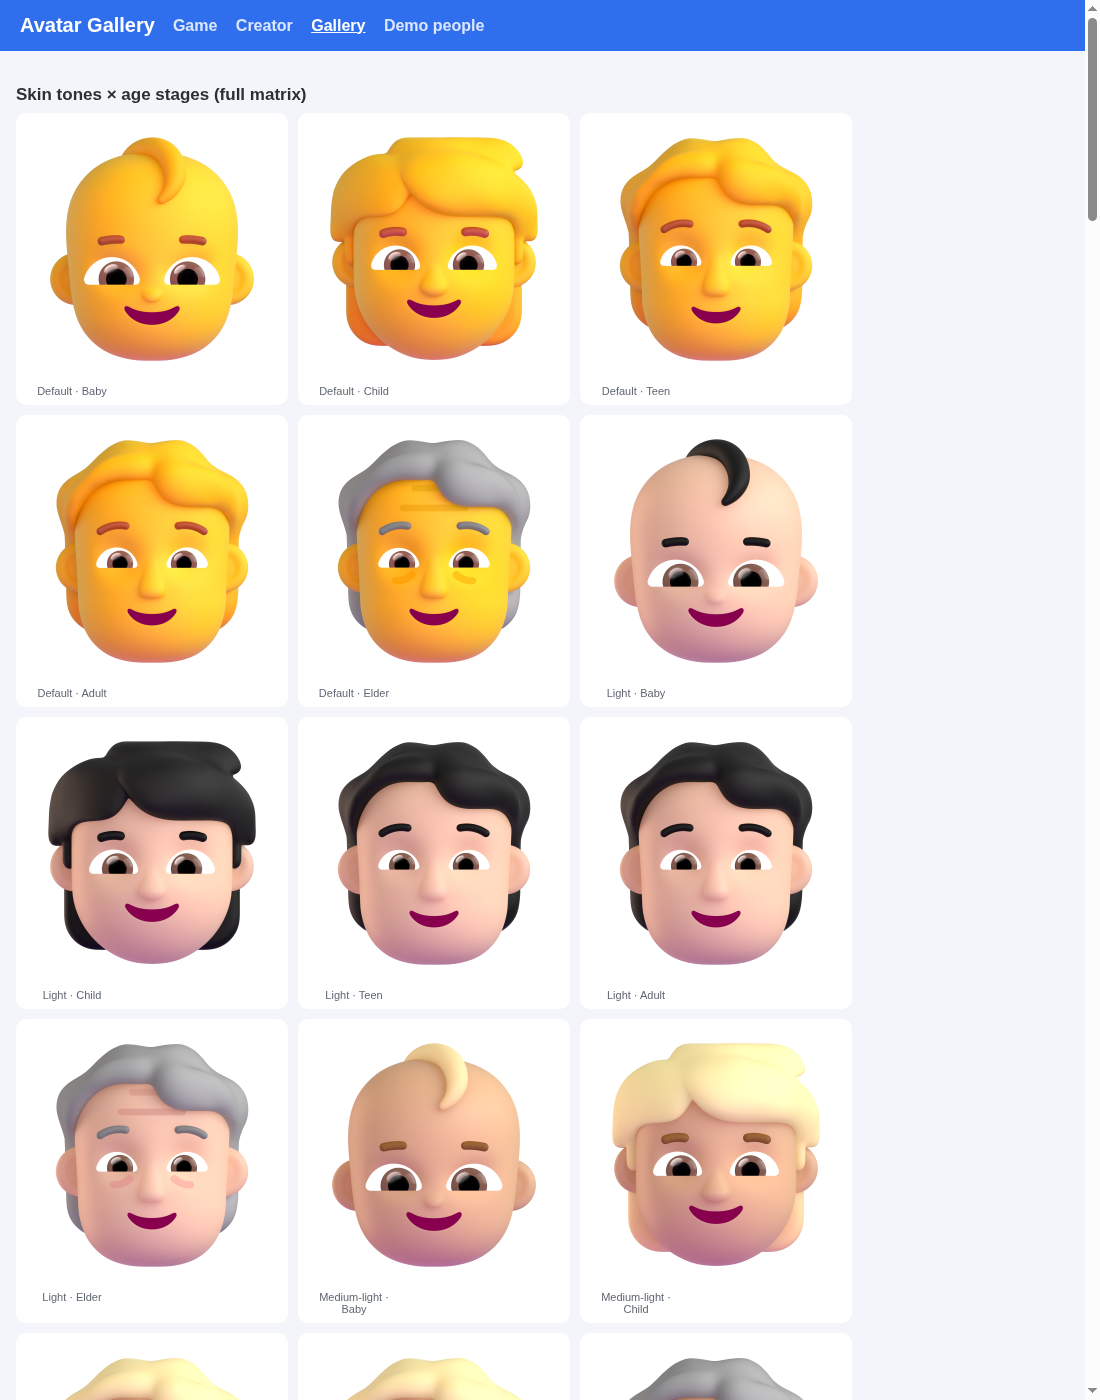 Avatar Gallery Game Creator Gallery Demo people
Skin tones × age stages (full matrix)
Default · Baby
Default · Child
Default · Teen
Default · Adult
Default · Elder
Light · Baby
Light · Child
Light · Teen
Light · Adult
Light · Elder
Medium-light ·
Baby
Medium-light ·
Child